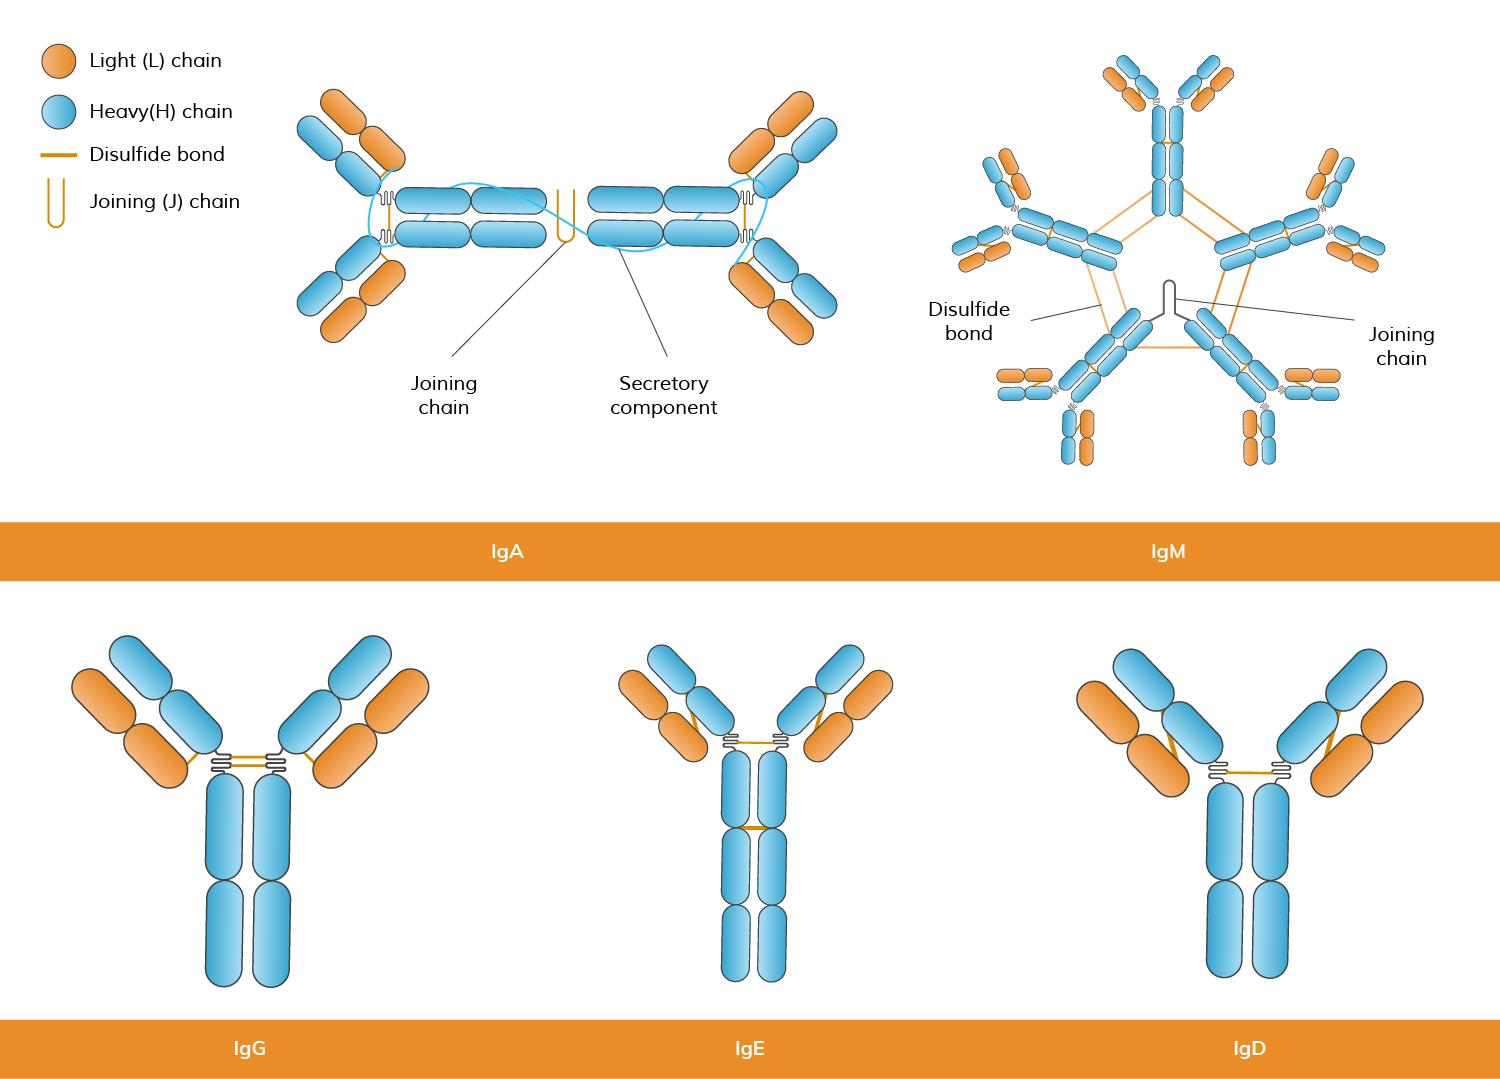 Light (L) chain
Heavy(H) chain
Disulfide bond
Joining (J) chain
Joining
chain
Secretory
component
Disulfide
bond
Joining
chain
IgA
IgM
IgG
IgE
IgD